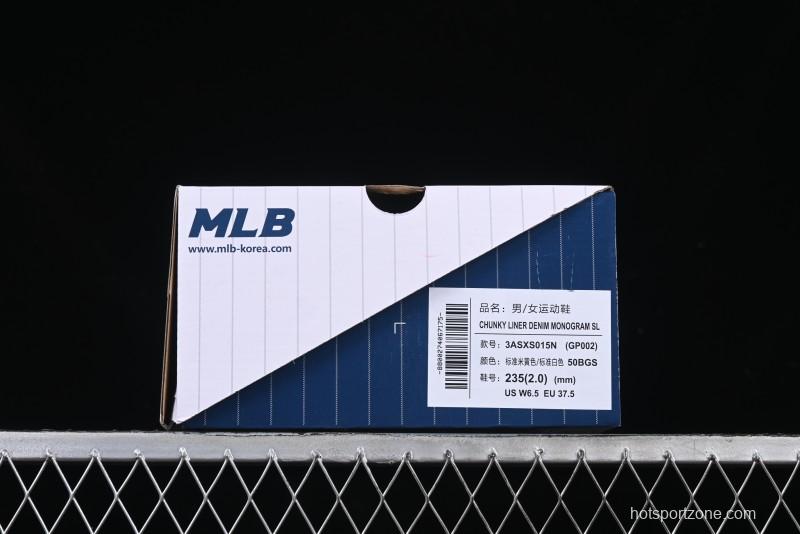 MLB
www.mlb-korea.com
品名：男/女运动鞋
CHUNKY LINER DENIM MONOGRAM SL
款号：3ASXS015N (GP002)
颜色：标准米黄色/标准白色 50BGS
鞋号：235(2.0) (mm)
US W6.5 EU 37.5
hotsportzone.com